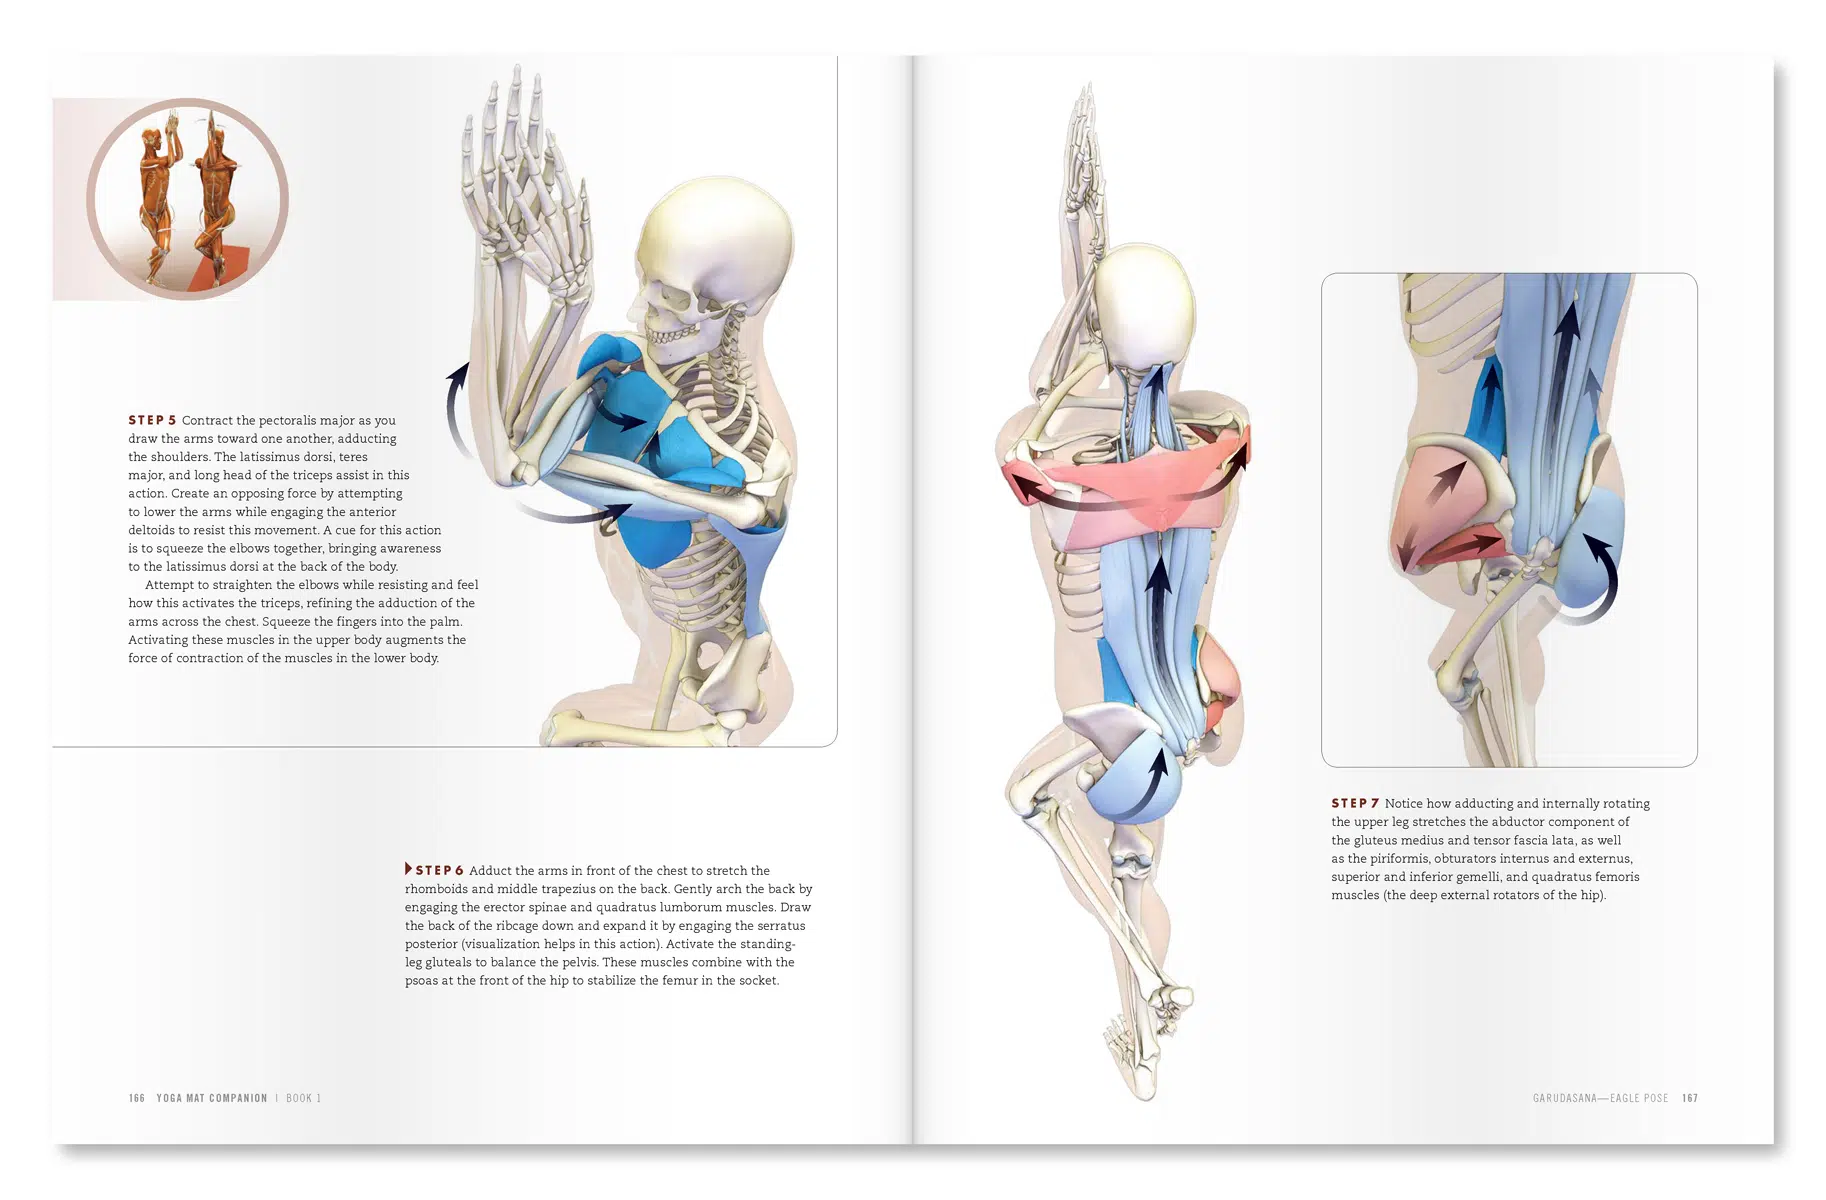 STEP 5 Contract the pectoralis major as you
draw the arms toward one another, adducting
the shoulders. The latissimus dorsi, teres
major, and long head of the triceps assist in this
action. Create an opposing force by attempting
to lower the arms while engaging the anterior
deltoids to resist this movement. A cue for this action
is to squeeze the elbows together, bringing awareness
to the latissimus dorsi at the back of the body.
Attempt to straighten the elbows while resisting and feel
how this activates the triceps, refining the adduction of the
arms across the chest. Squeeze the fingers into the palm.
Activating these muscles in the upper body augments the
force of contraction of the muscles in the lower body.
STEP 6 Adduct the arms in front of the chest to stretch the
rhomboids and middle trapezius on the back. Gently arch the back by
engaging the erector spinae and quadratus lumborum muscles. Draw
the back of the ribcage down and expand it by engaging the serratus
posterior (visualization helps in this action). Activate the standing-
leg gluteals to balance the pelvis. These muscles combine with the
psoas at the front of the hip to stabilize the femur in the socket.
166 YOGA MAT COMPANION | BOOK 1
STEP 7 Notice how adducting and internally rotating
the upper leg stretches the abductor component of
the gluteus medius and tensor fascia lata, as well
as the piriformis, obturators internus and externus,
superior and inferior gemelli, and quadratus femoris
muscles (the deep external rotators of the hip).
GARUDASANA—EAGLE POSE 167